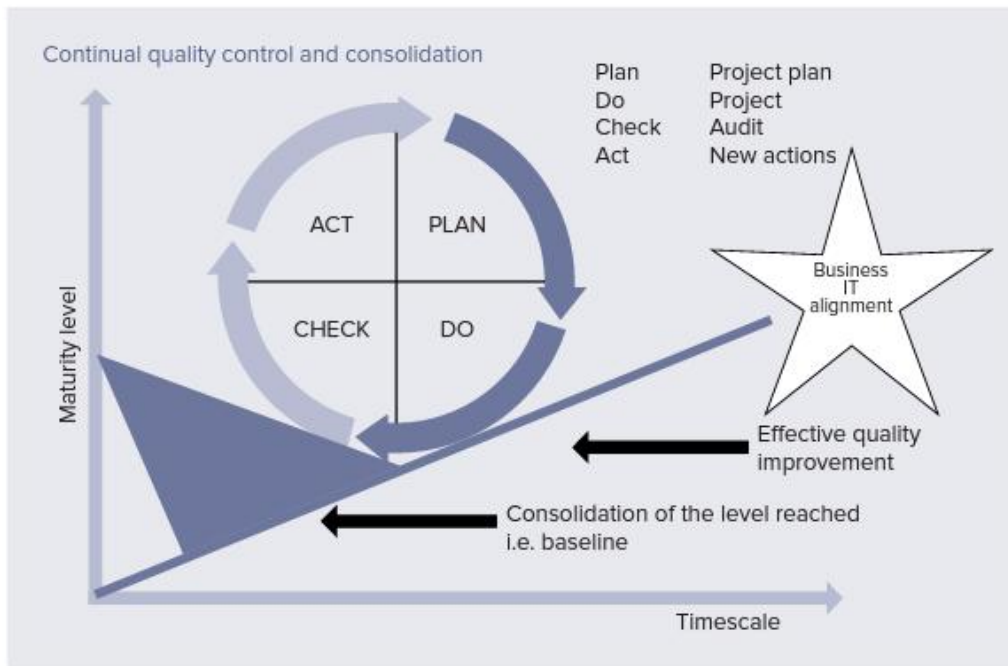 Continual quality control and consolidation
Plan Project plan
Do Project
Check Audit
Act New actions
ACT PLAN
CHECK DO
Business
IT
alignment
Maturity level
Effective quality
improvement
Consolidation of the level reached
i.e. baseline
Timescale